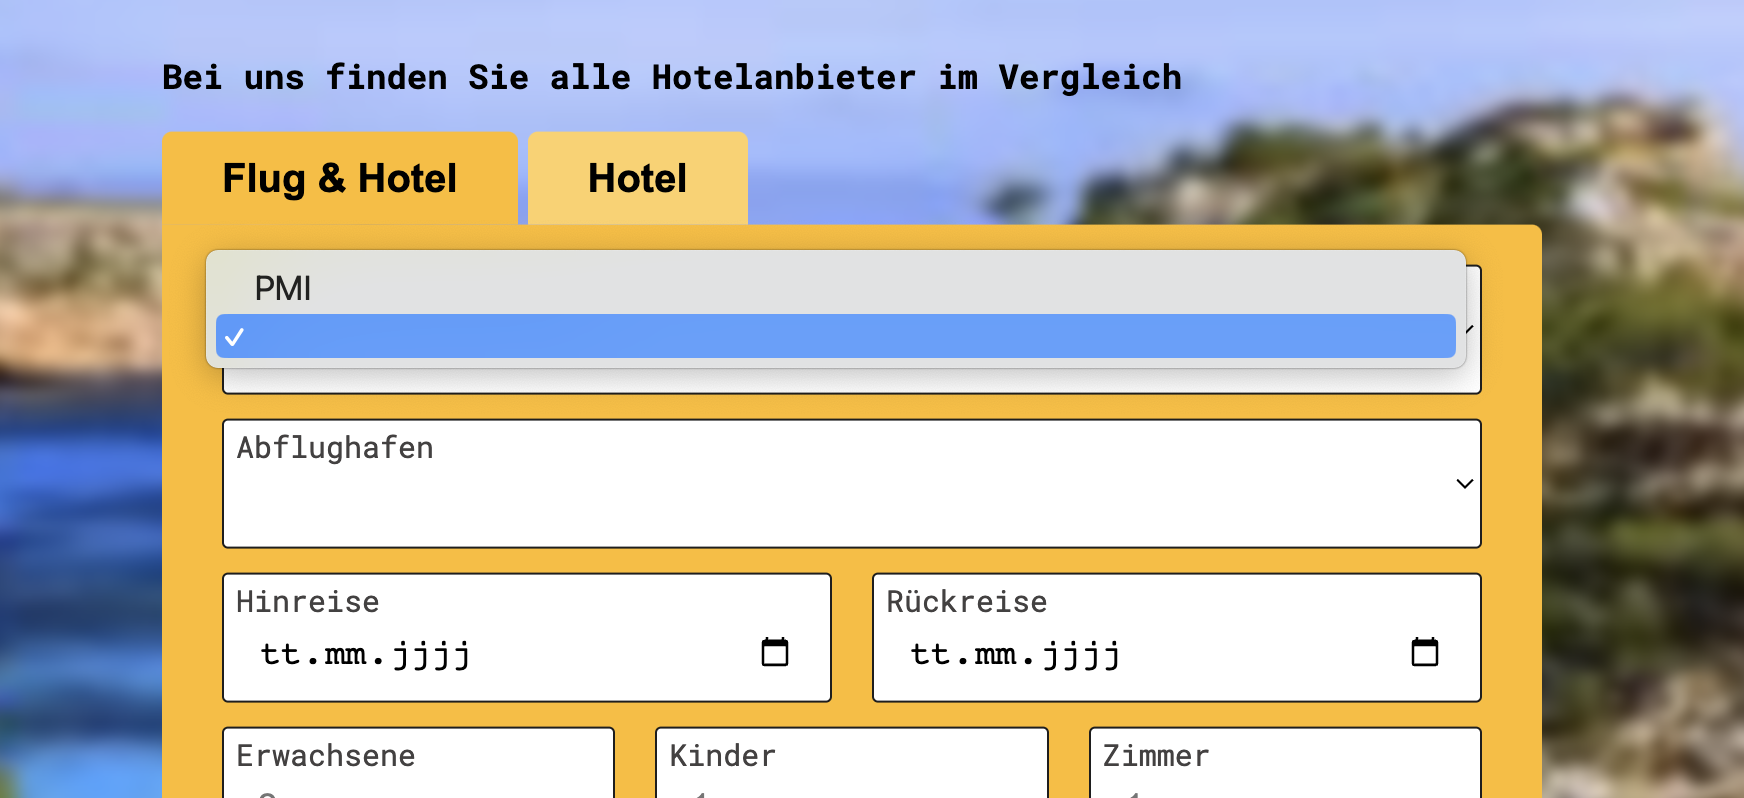 Bei uns finden Sie alle Hotelanbieter im Vergleich
Flug & Hotel
Hotel
PMI
Abflughafen
Hinreise
Rückreise
tt.mm.jjjj
tt.mm.jjjj
Erwachsene
Kinder
Zimmer